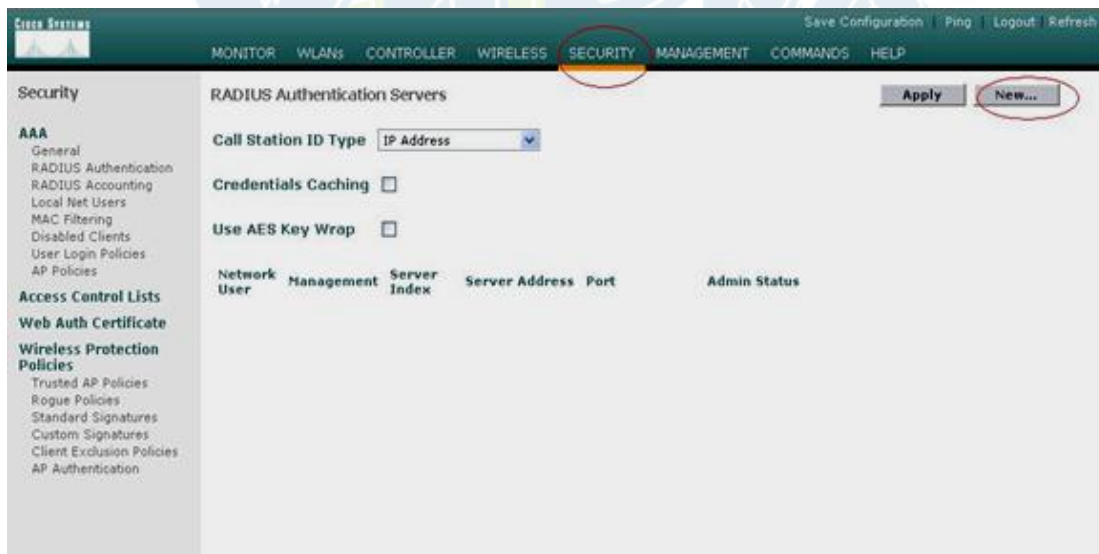 CISCO SYSTEMS
Save Configuration | Ping | Logout | Refresh
MONITOR WLANs CONTROLLER WIRELESS SECURITY MANAGEMENT COMMANDS HELP
Security
AAA
General
RADIUS Authentication
RADIUS Accounting
Local Net Users
MAC Filtering
Disabled Clients
User Login Policies
AP Policies
Access Control Lists
Web Auth Certificate
Wireless Protection
Policies
Trusted AP Policies
Rogue Policies
Standard Signatures
Custom Signatures
Client Exclusion Policies
AP Authentication
RADIUS Authentication Servers
Apply New...
Call Station ID Type IP Address
Credentials Caching
Use AES Key Wrap
Network User Management Server Index Server Address Port Admin Status